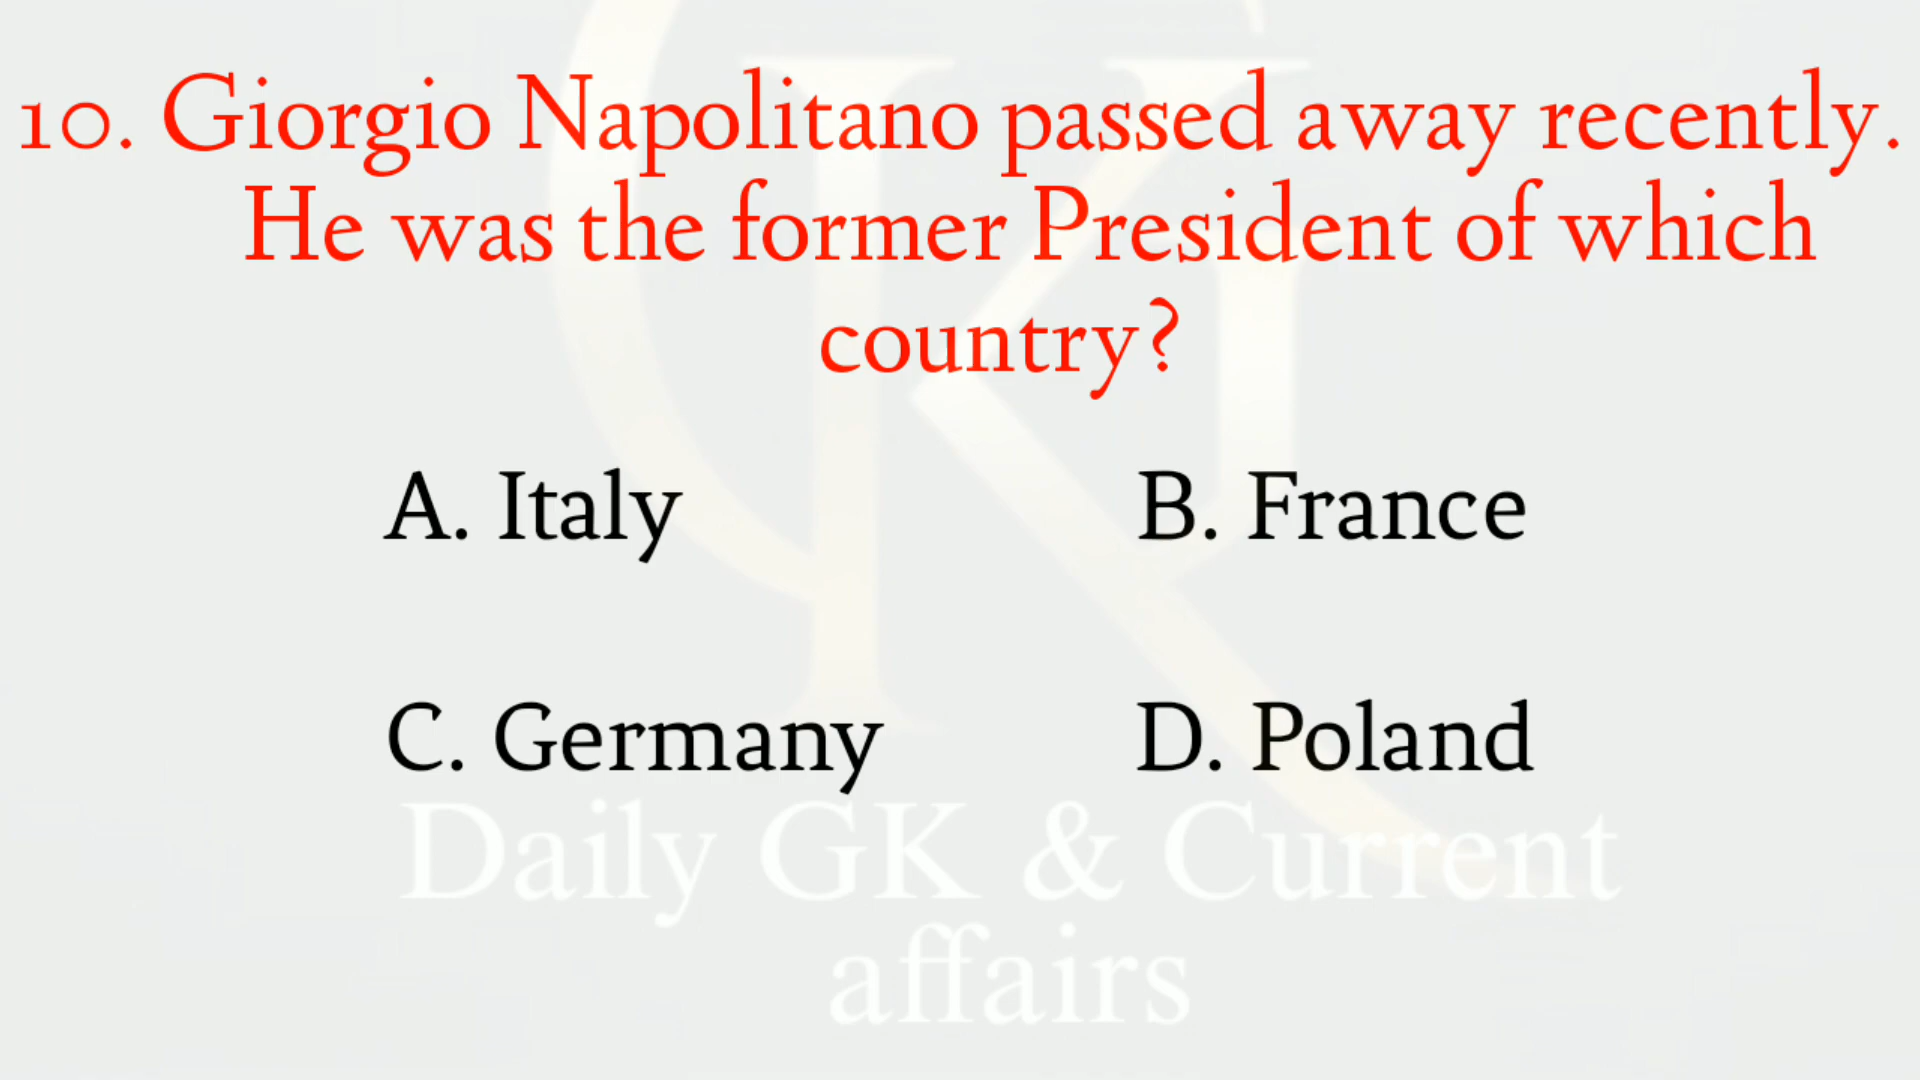 10. Giorgio Napolitano passed away recently.
He was the former President of which
country?
A. Italy
B. France
C. Germany
D. Poland
Daily GK & Current
affairs